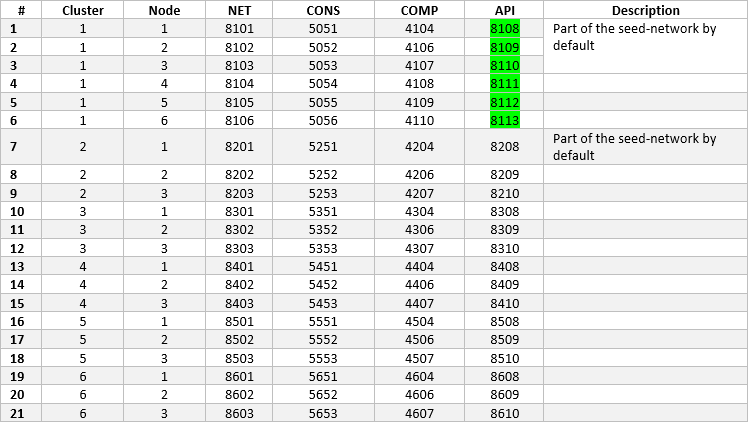 # Cluster Node NET CONS COMP API Description
1 1 1 8101 5051 4104 8108 Part of the seed-network by
default
2 1 2 8102 5052 4106 8109
3 1 3 8103 5053 4107 8110
4 1 4 8104 5054 4108 8111
5 1 5 8105 5055 4109 8112
6 1 6 8106 5056 4110 8113
7 2 1 8201 5251 4204 8208 Part of the seed-network by
default
8 2 2 8202 5252 4206 8209
9 2 3 8203 5253 4207 8210
10 3 1 8301 5351 4304 8308
11 3 2 8302 5352 4306 8309
12 3 3 8303 5353 4307 8310
13 4 1 8401 5451 4404 8408
14 4 2 8402 5452 4406 8409
15 4 3 8403 5453 4407 8410
16 5 1 8501 5551 4504 8508
17 5 2 8502 5552 4506 8509
18 5 3 8503 5553 4507 8510
19 6 1 8601 5651 4604 8608
20 6 2 8602 5652 4606 8609
21 6 3 8603 5653 4607 8610